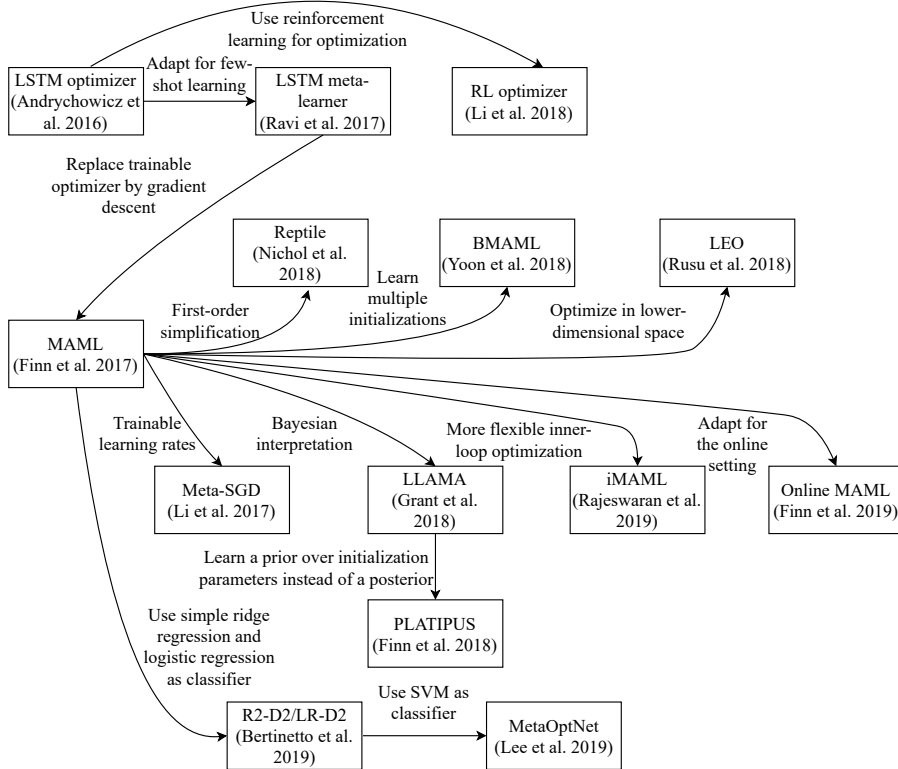 Use reinforcement
learning for optimization
LSTM optimizer
(Andrychowicz et
al. 2016)
Adapt for few-
shot learning
LSTM meta-
learner
(Ravi et al. 2017)
RL optimizer
(Li et al. 2018)
Replace trainable
optimizer by gradient
descent
Reptile
(Nichol et al.
2018)
BMAML
(Yoon et al. 2018)
LEO
(Rusu et al. 2018)
First-order
simplification
Learn
multiple
initializations
Optimize in lower-
dimensional space
MAML
(Finn et al. 2017)
Trainable
learning rates
Bayesian
interpretation
More flexible inner-
loop optimization
Adapt for
the online
setting
Meta-SGD
(Li et al. 2017)
LLAMA
(Grant et al.
2018)
iMAML
(Rajeswaran et al.
2019)
Online MAML
(Finn et al. 2019)
Learn a prior over initialization
parameters instead of a posterior
PLATIPUS
(Finn et al. 2018)
Use simple ridge
regression and
logistic regression
as classifier
R2-D2/LR-D2
(Bertinetto et al.
2019)
Use SVM as
classifier
MetaOptNet
(Lee et al. 2019)